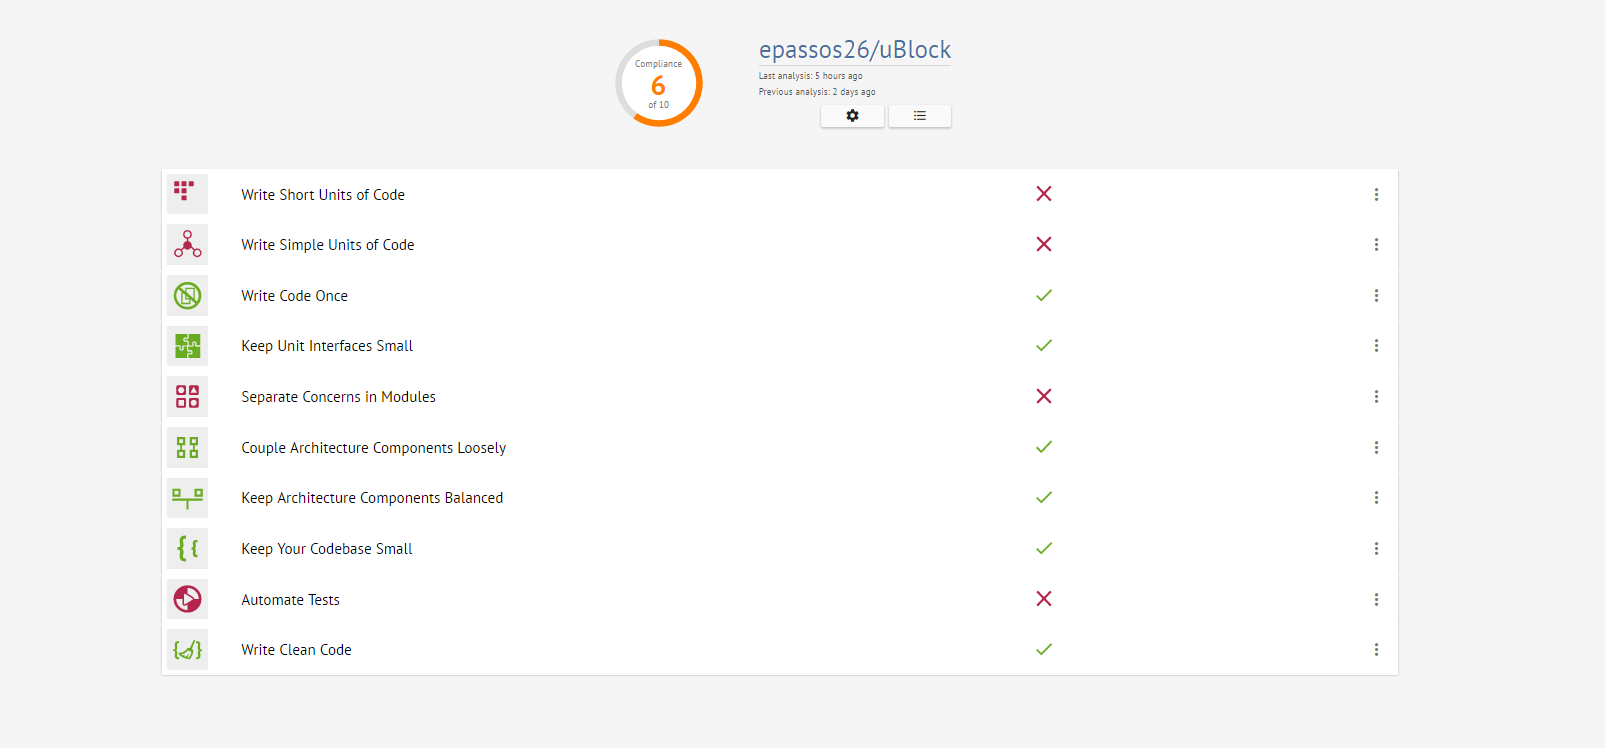 Compliance
6
of 10
epassos26/uBlock
Last analysis: 5 hours ago
Previous analysis: 2 days ago
Write Short Units of Code
Write Simple Units of Code
Write Code Once
Keep Unit Interfaces Small
Separate Concerns in Modules
Couple Architecture Components Loosely
Keep Architecture Components Balanced
Keep Your Codebase Small
Automate Tests
Write Clean Code